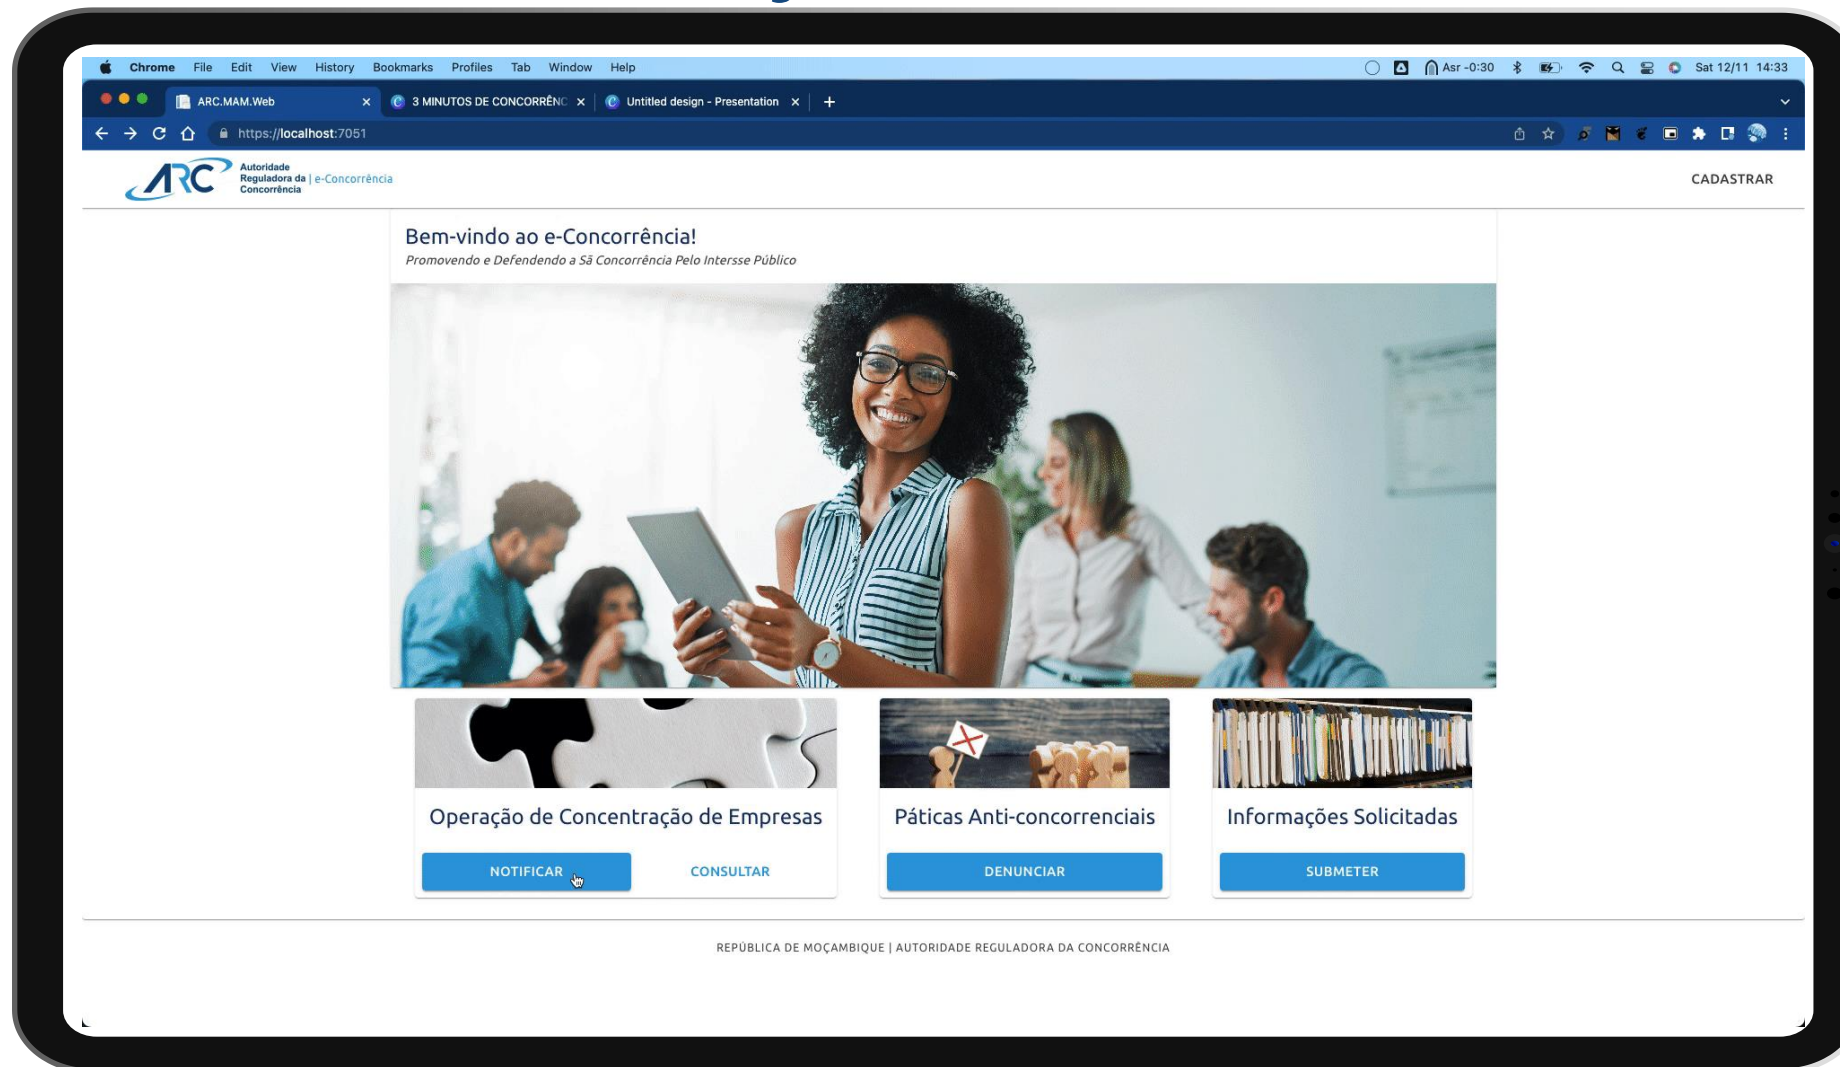 Chrome File Edit View History Bookmarks Profiles Tab Window Help Asr -0:30 Sat 12/11 14:33
ARC.MAM.Web 3 MINUTOS DE CONCORRÊNC Untitled design - Presentation
https://localhost:7051
ARC Autoridade
Reguladora da | e-Concorrência
Concorrência
CADASTRAR
Bem-vindo ao e-Concorrência!
Promovendo e Defendendo a Sã Concorrência Pelo Intersse Público
Operação de Concentração de Empresas
NOTIFICAR CONSULTAR
Páticas Anti-concorrenciais
DENUNCIAR
Informações Solicitadas
SUBMETER
REPÚBLICA DE MOÇAMBIQUE | AUTORIDADE REGULADORA DA CONCORRÊNCIA